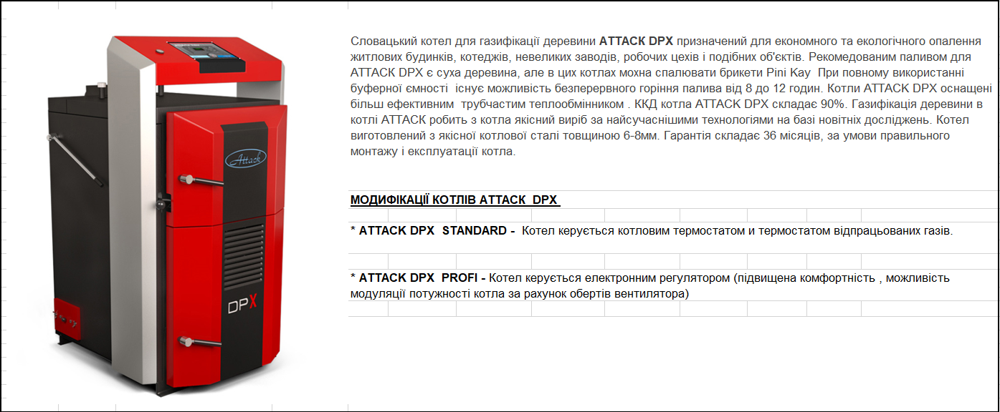 Словацький котел для газифікації деревини ATTACK DPX призначений для економного та екологічного опалення
житлових будинків, котеджів, невеликих заводів, робочих цехів і подібних об'єктів. Рекомедованим паливом для
ATTACK DPX є суха деревина, але в цих котлах мохна спалювати брикети Pini Kay  При повному використанні
буферної ємності  існує можливість безперервного горіння палива від 8 до 12 годин. Котли ATTACK DPX оснащені
більш ефективним  трубчастим теплообмінником . ККД котла ATTACK DPX складає 90%. Газифікація деревини в
котлі ATTACK робить з котла якісний виріб за найсучаснішими технологіями на базі новітніх досліджень. Котел
виготовлений з якісної котлової сталі товщиною 6-8мм. Гарантія складає 36 місяців, за умови правильного
монтажу і експлуатації котла.
МОДИФІКАЦІЇ КОТЛІВ ATTACK  DPX
* ATTACK DPX  STANDARD -  Котел керується котловим термостатом и термостатом відпрацьованих газів.
* ATTACK DPX  PROFI - Котел керується електронним регулятором (підвищена комфортність , можливість
модуляції потужності котла за рахунок обертів вентилятора)
Attack
DPX